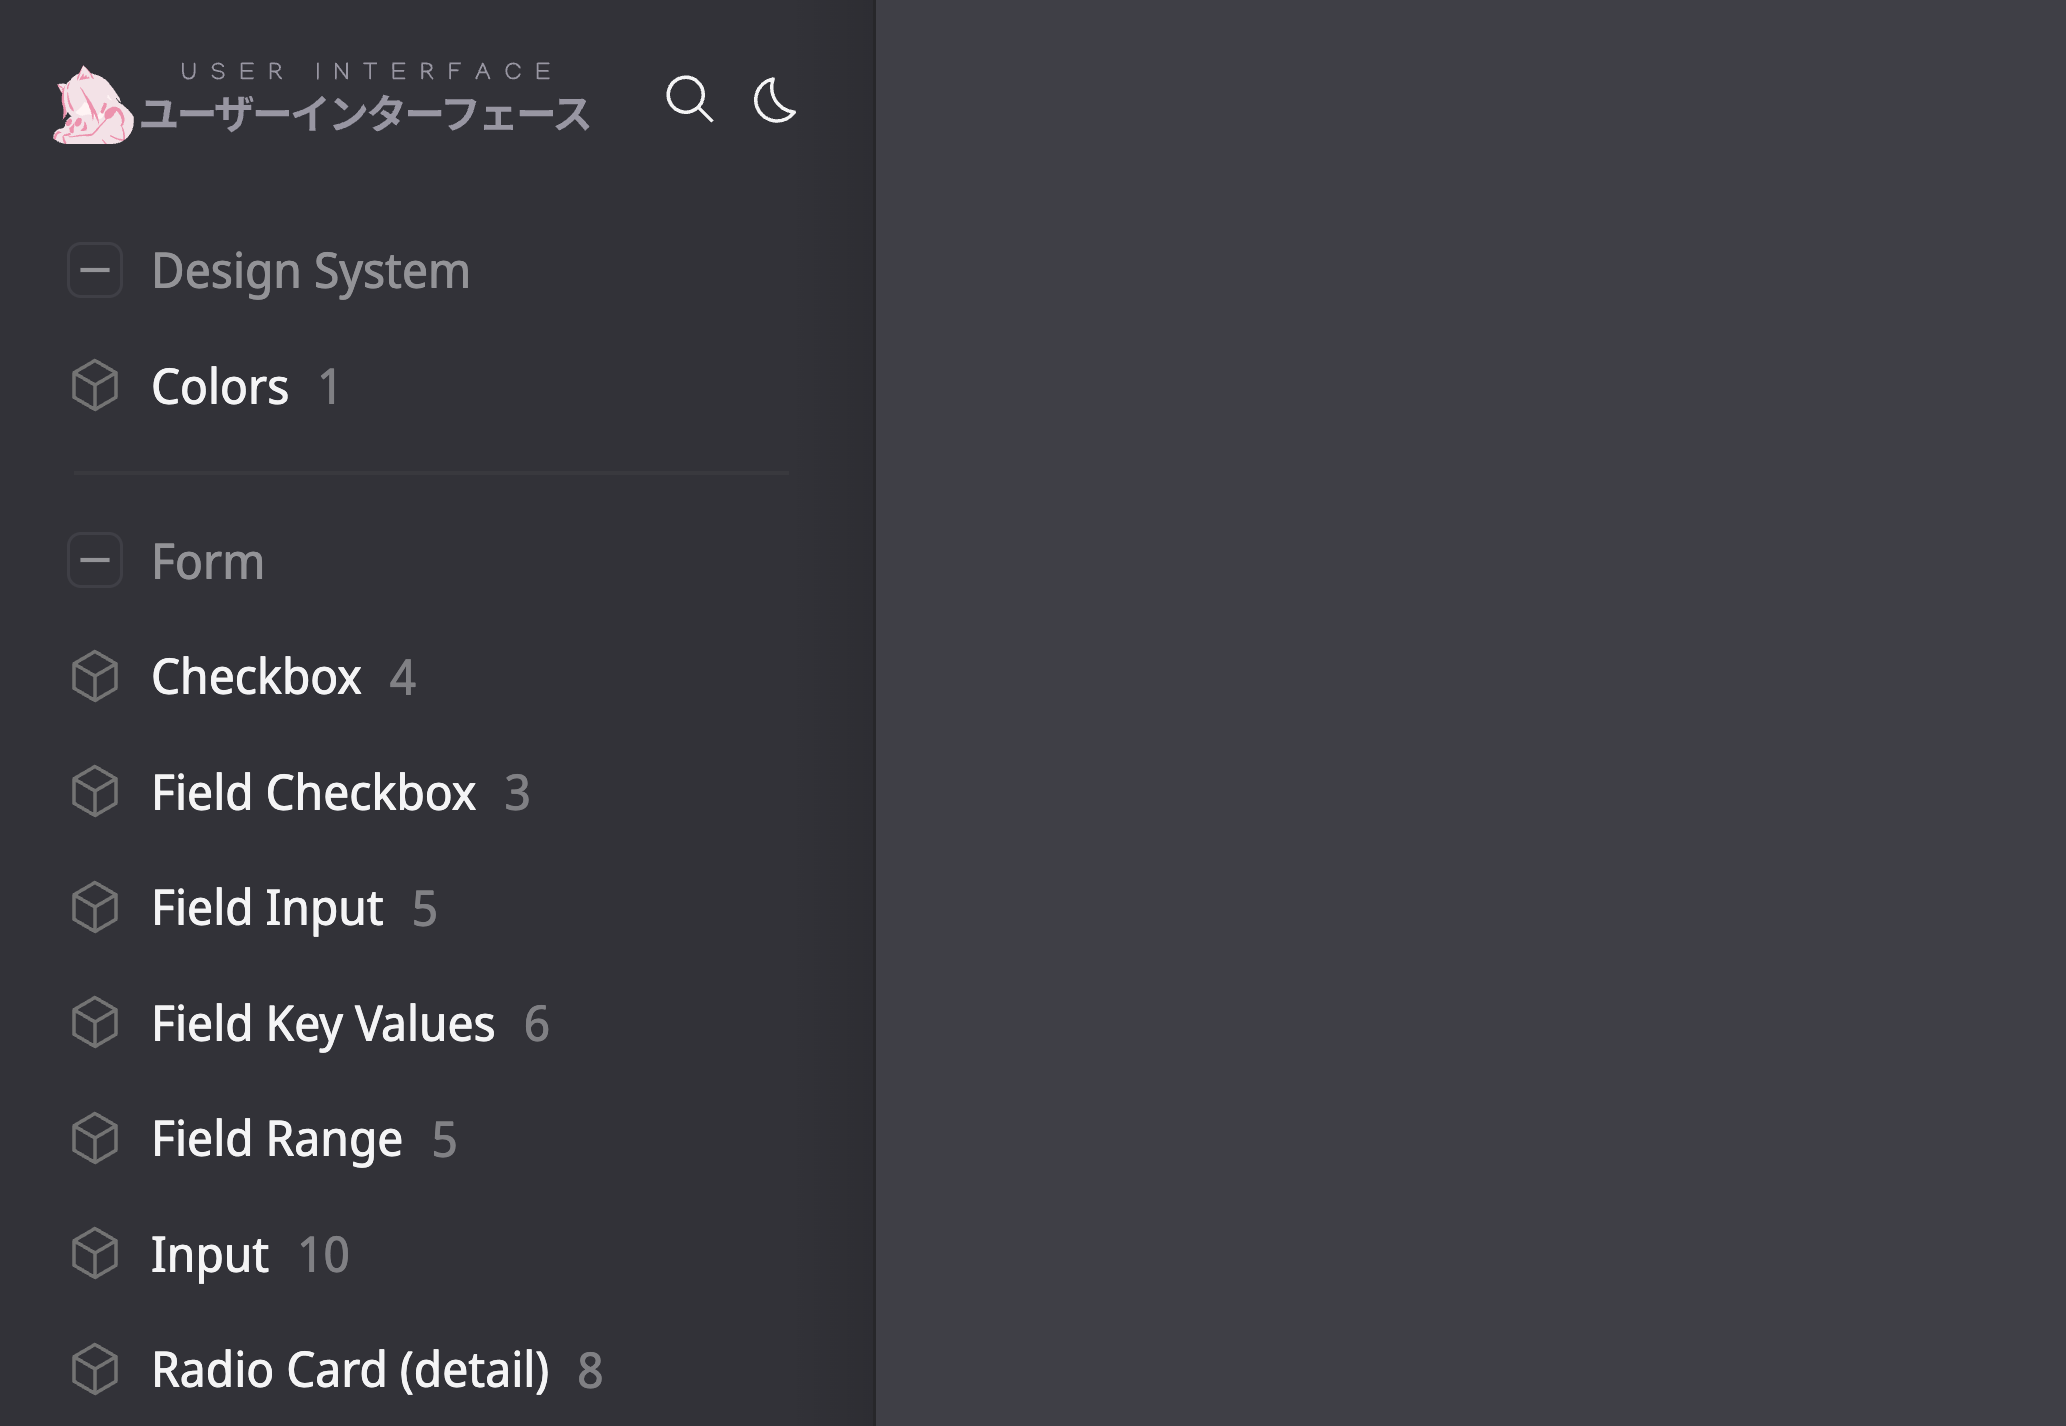 USER INTERFACE
ユーザーインターフェース
Design System
Colors 1
Form
Checkbox 4
Field Checkbox 3
Field Input 5
Field Key Values 6
Field Range 5
Input 10
Radio Card (detail) 8